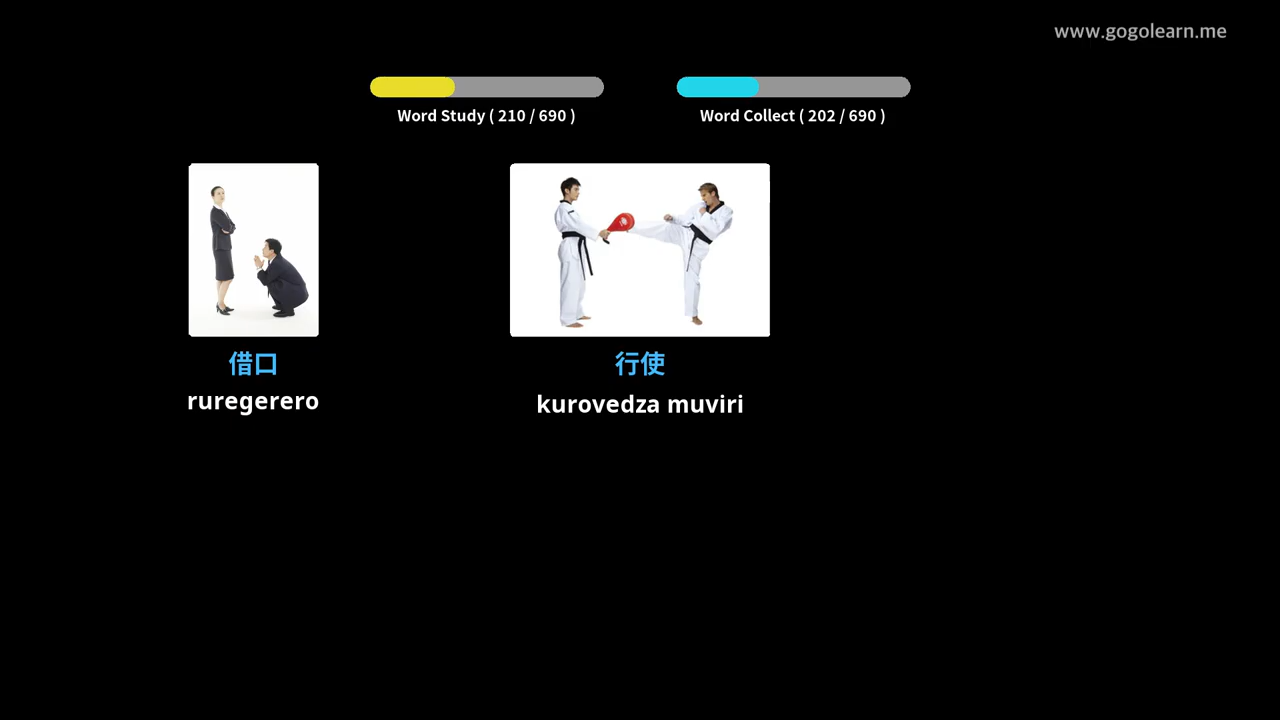 www.gogolearn.me
Word Study ( 210 / 690 )
Word Collect ( 202 / 690 )
借口
ruregerero
行使
kurovedza muviri